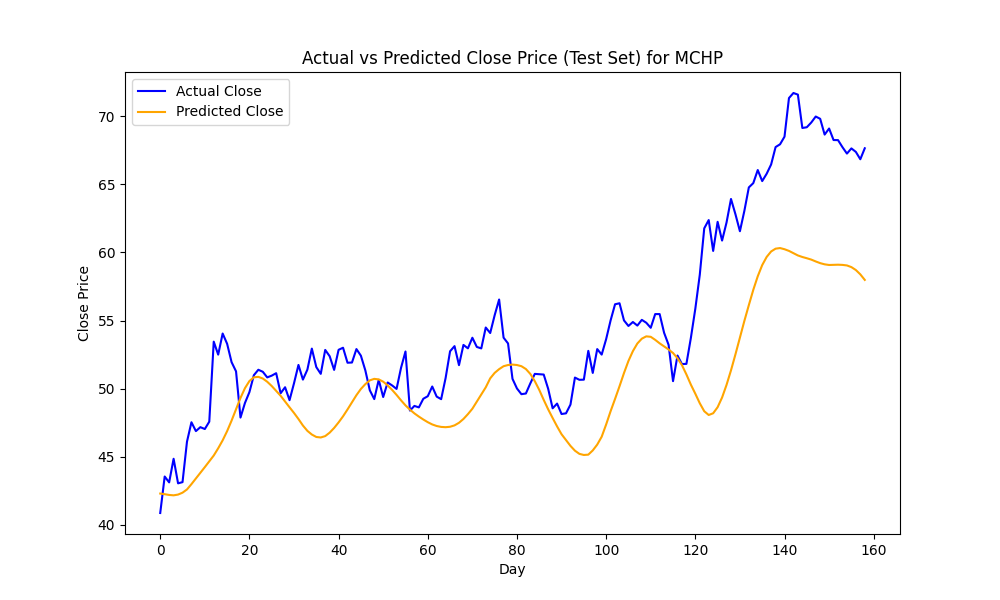 Actual vs Predicted Close Price (Test Set) for MCHP
Actual Close
Predicted Close
70
65
60
55
50
45
40
Close Price
0 20 40 60 80 100 120 140 160
Day